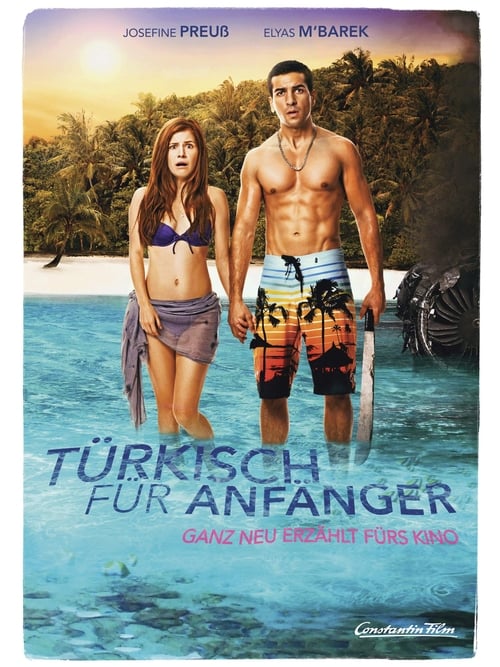 JOSEFINE PREUß ELYAS M'BAREK
TÜRKISCH
FÜR ANFÄNGER
GANZ NEU ERZÄHLT FÜRS KINO
Constantin Film